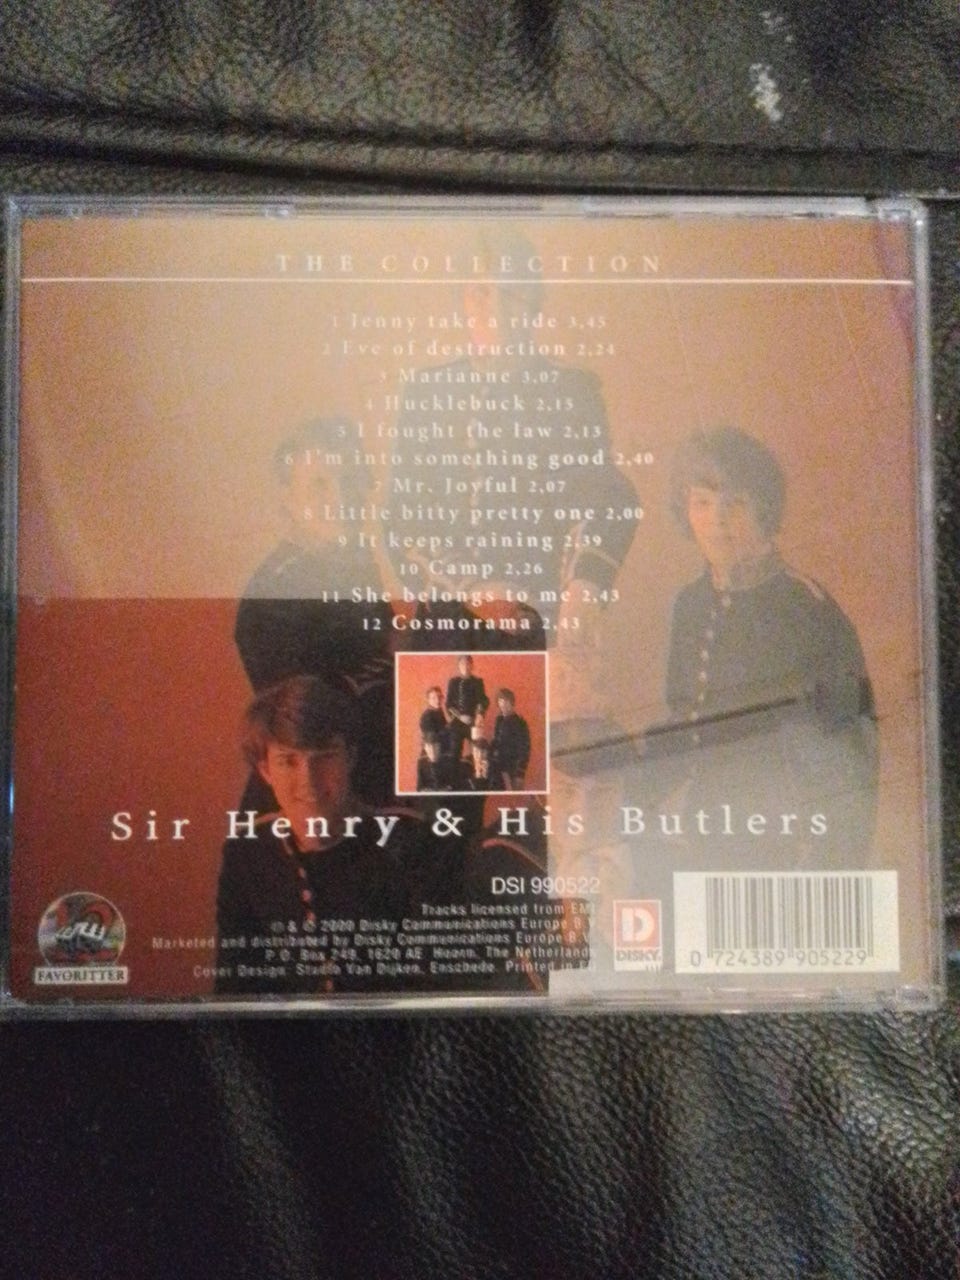 THE COLLECTION
1 Jenny take a ride 3,45
2 Eve of destruction 2,24
3 Marianne 3,07
4 Hucklebuck 2,15
5 I fought the law 2,13
6 I'm into something good 2,40
7 Mr. Joyful 2,07
8 Little bitty pretty one 2,00
9 It keeps raining 2,39
10 Camp 2,26
11 She belongs to me 2,43
12 Cosmorama 2,43
Sir Henry & His Butlers
DSI 990522
Tracks licensed from EMI
℗ & © 2000 Disky Communications Europe B.V.
Marketed and distributed by Disky Communications Europe B.V.
P.O. Box 248, 1620 AE Hoorn, The Netherlands
Cover Design: Studio Van Dijken, Enschede. Printed in EU
FAVORITTER
D
DISKY
0 724389 905229